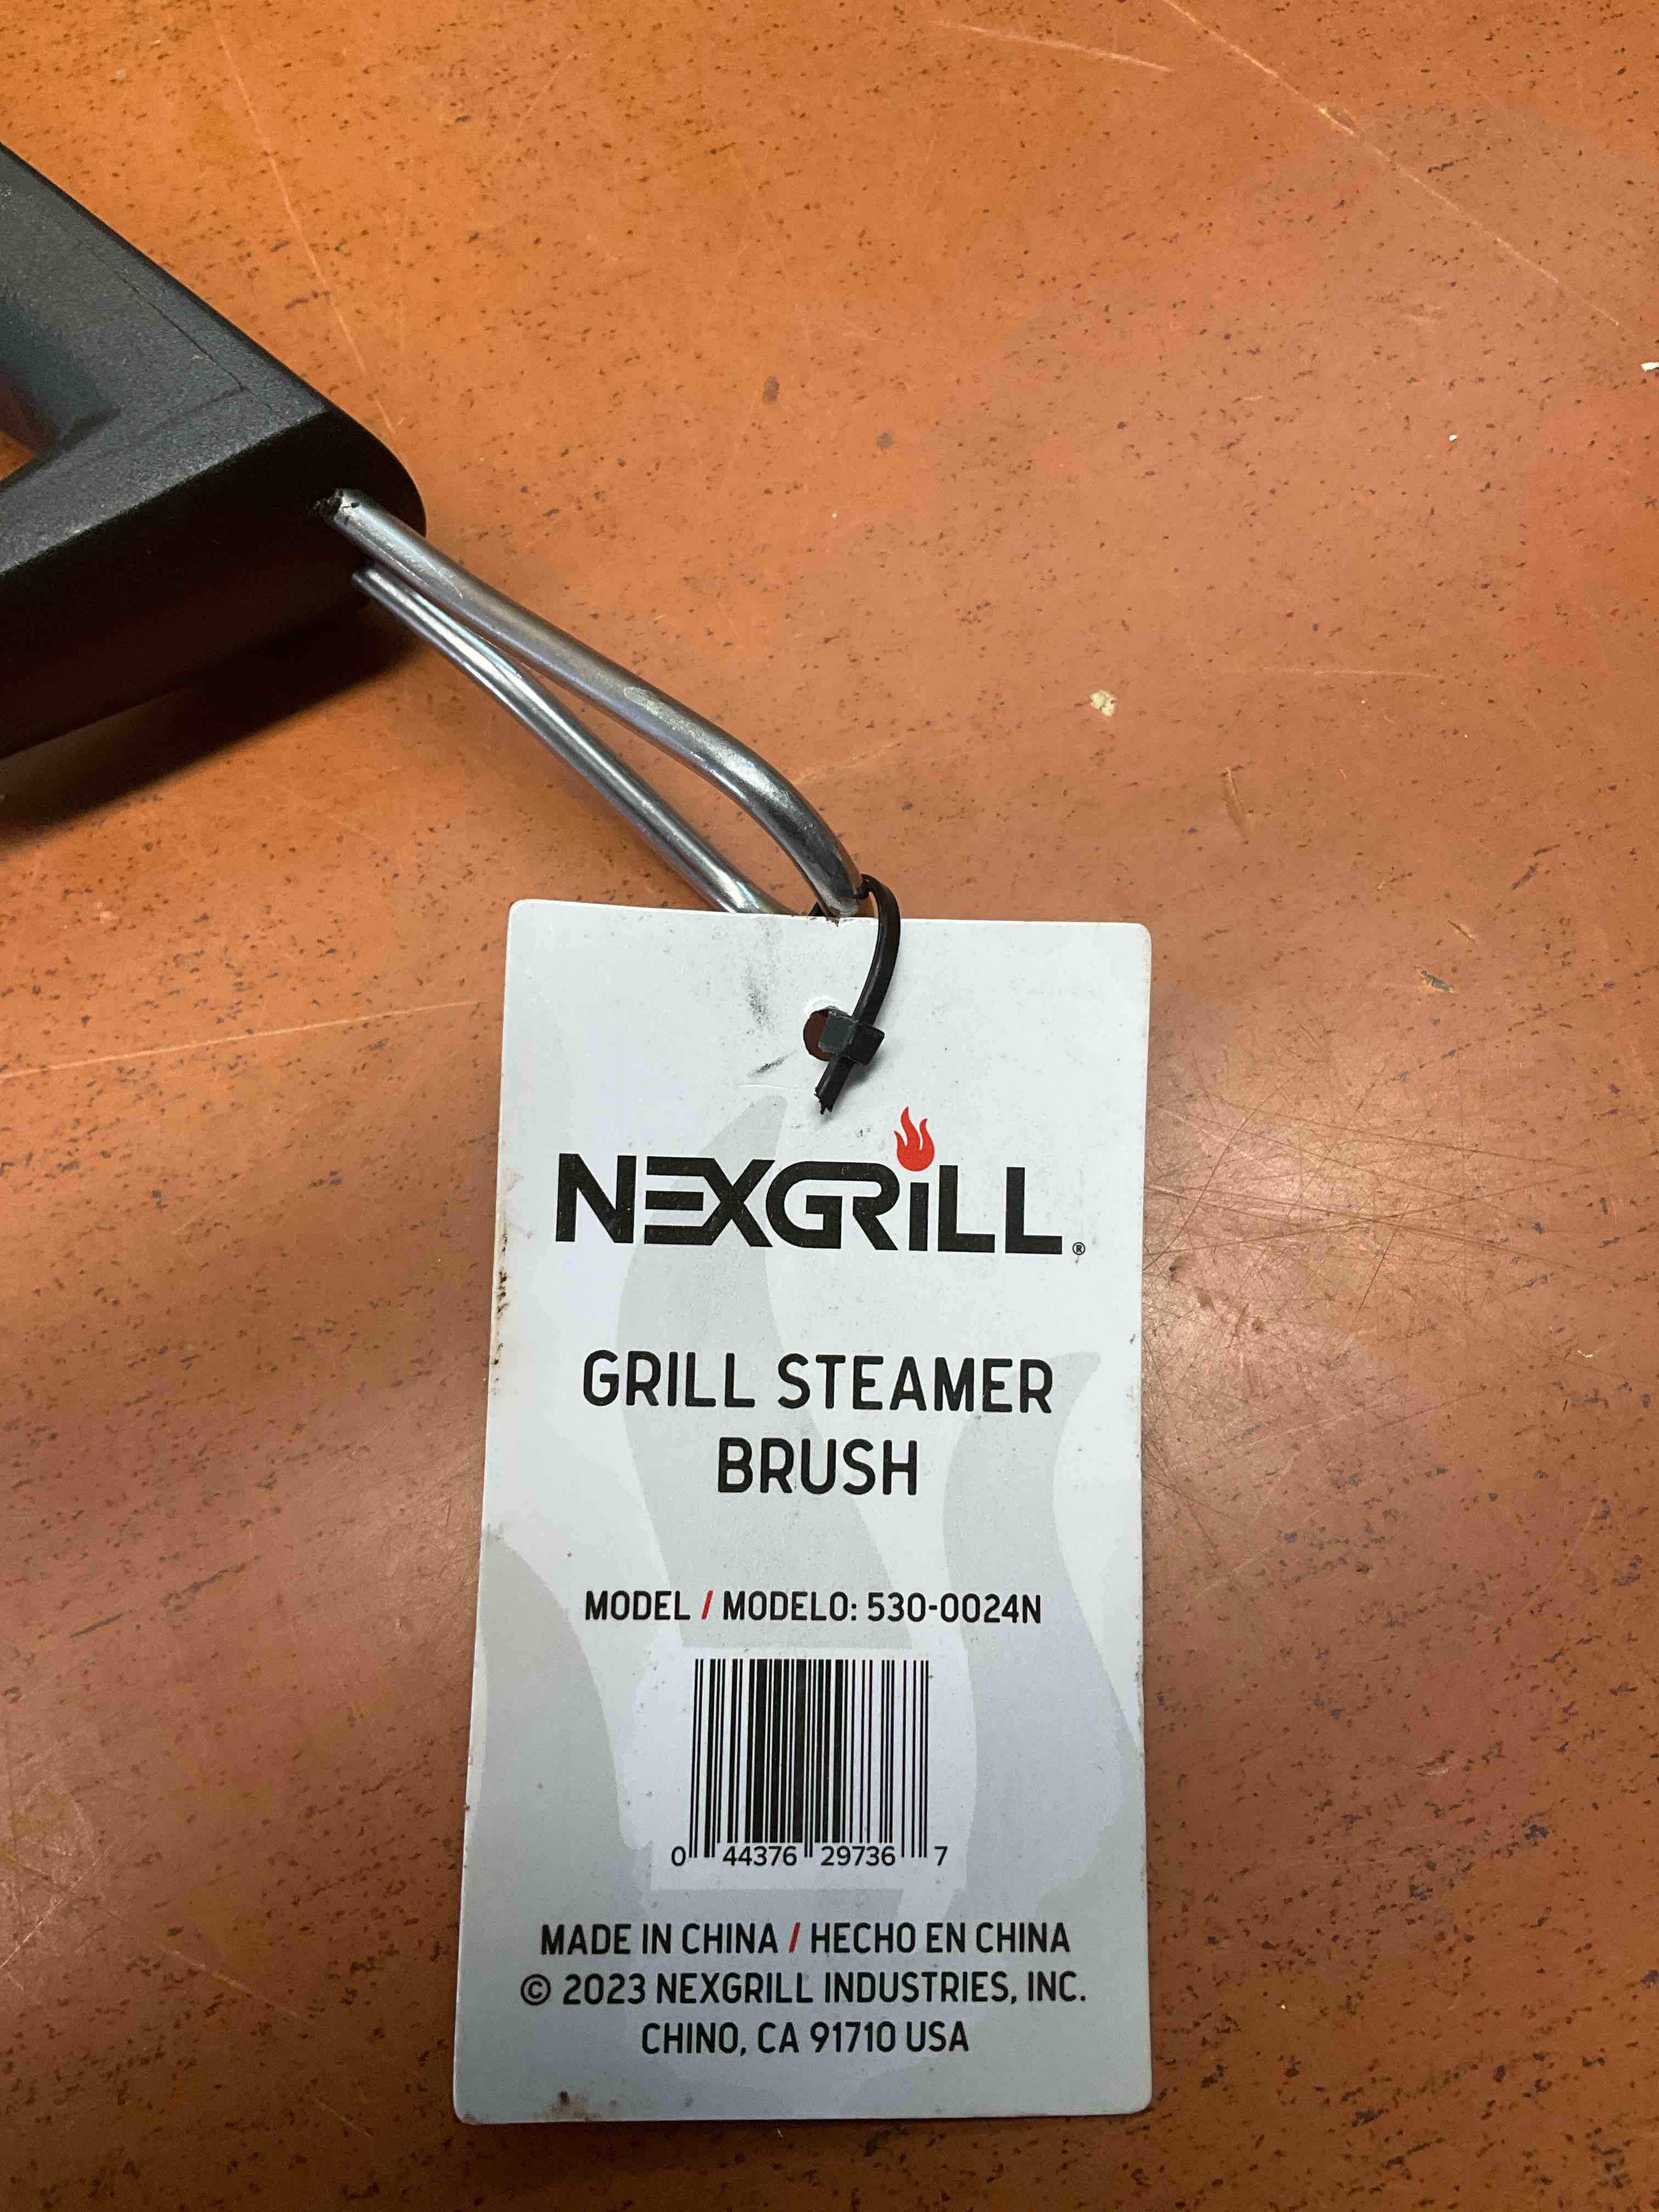 NEXGRILL®
GRILL STEAMER
BRUSH
MODEL / MODELO: 530-0024N
0 44376 29736 7
MADE IN CHINA / HECHO EN CHINA
© 2023 NEXGRILL INDUSTRIES, INC.
CHINO, CA 91710 USA